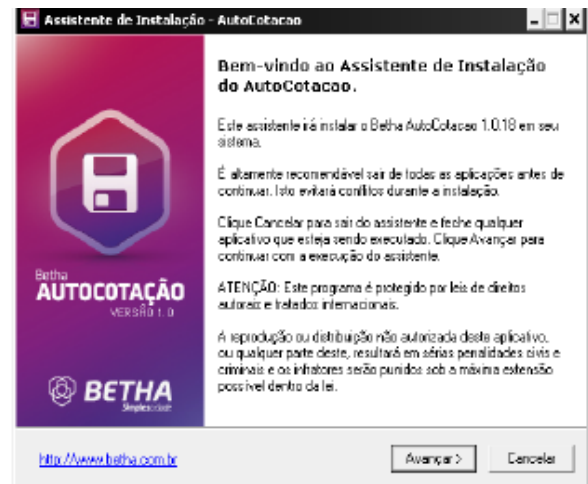 Assistente de Instalação - AutoCotacao
Bem-vindo ao Assistente de Instalação
do AutoCotacao.
Este assistente irá instalar o Betha AutoCotacao 1.0.18 em seu
sistema.
É altamente recomendável sair de todas as aplicações antes de
continuar. Isto evitará conflitos durante a instalação.
Clique Cancelar para sair do assistente e feche qualquer
aplicativo que esteja sendo executado. Clique Avançar para
continuar com a execução do assistente.
ATENÇÃO: Este programa é protegido por leis de direitos
autorais e tratados internacionais.
A reprodução ou distribuição não autorizada deste aplicativo,
ou qualquer parte deste, resultará em sérias penalidades civis e
criminais e os infratores serão punidos sob a máxima extensão
possível dentro da lei.
Betha
AUTOCOTAÇÃO
VERSÃO 1.0
BETHA
http://www.betha.com.br
Avançar >
Cancelar